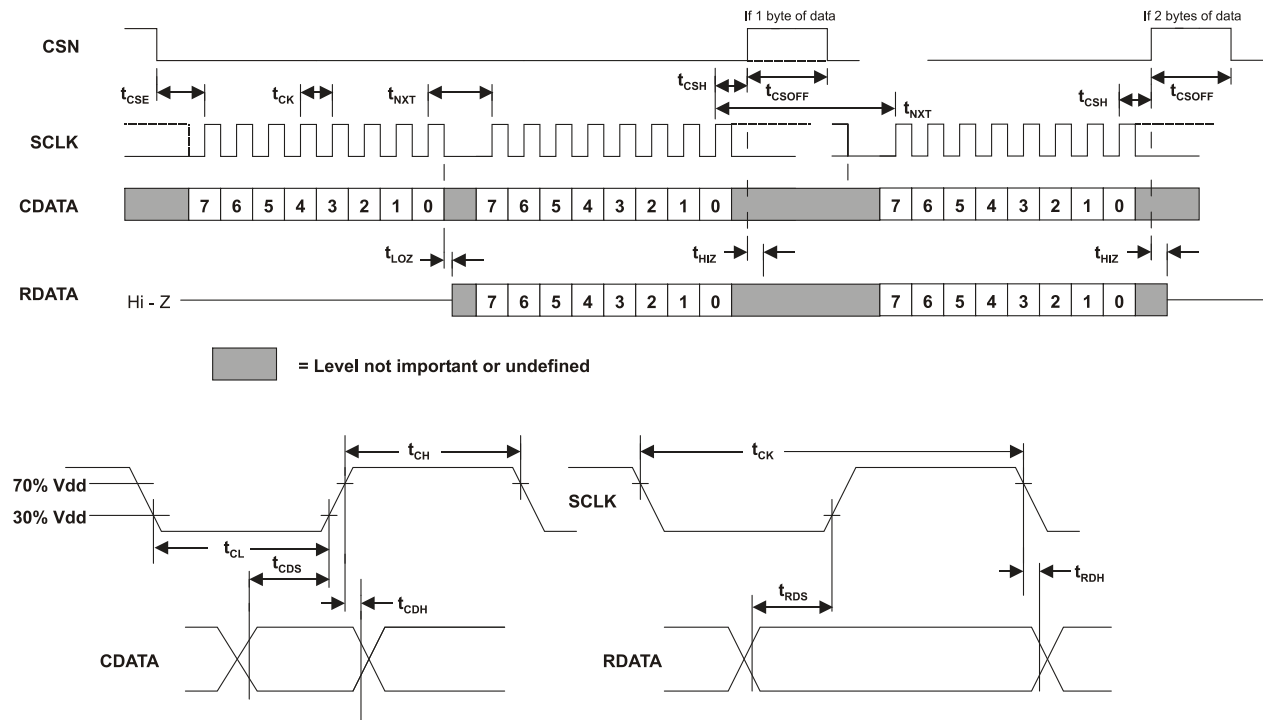 If 1 byte of data If 2 bytes of data
CSN
tCSE tCK tNXT tCSH tCSOFF tNXT tCSH tCSOFF
SCLK
CDATA 7 6 5 4 3 2 1 0 7 6 5 4 3 2 1 0 7 6 5 4 3 2 1 0
tLOZ tHIZ tHIZ
RDATA Hi - Z 7 6 5 4 3 2 1 0 7 6 5 4 3 2 1 0
= Level not important or undefined
tCH tCK
70% Vdd SCLK
30% Vdd
tCL
tCDS tRDS tRDH
tCDH
CDATA RDATA